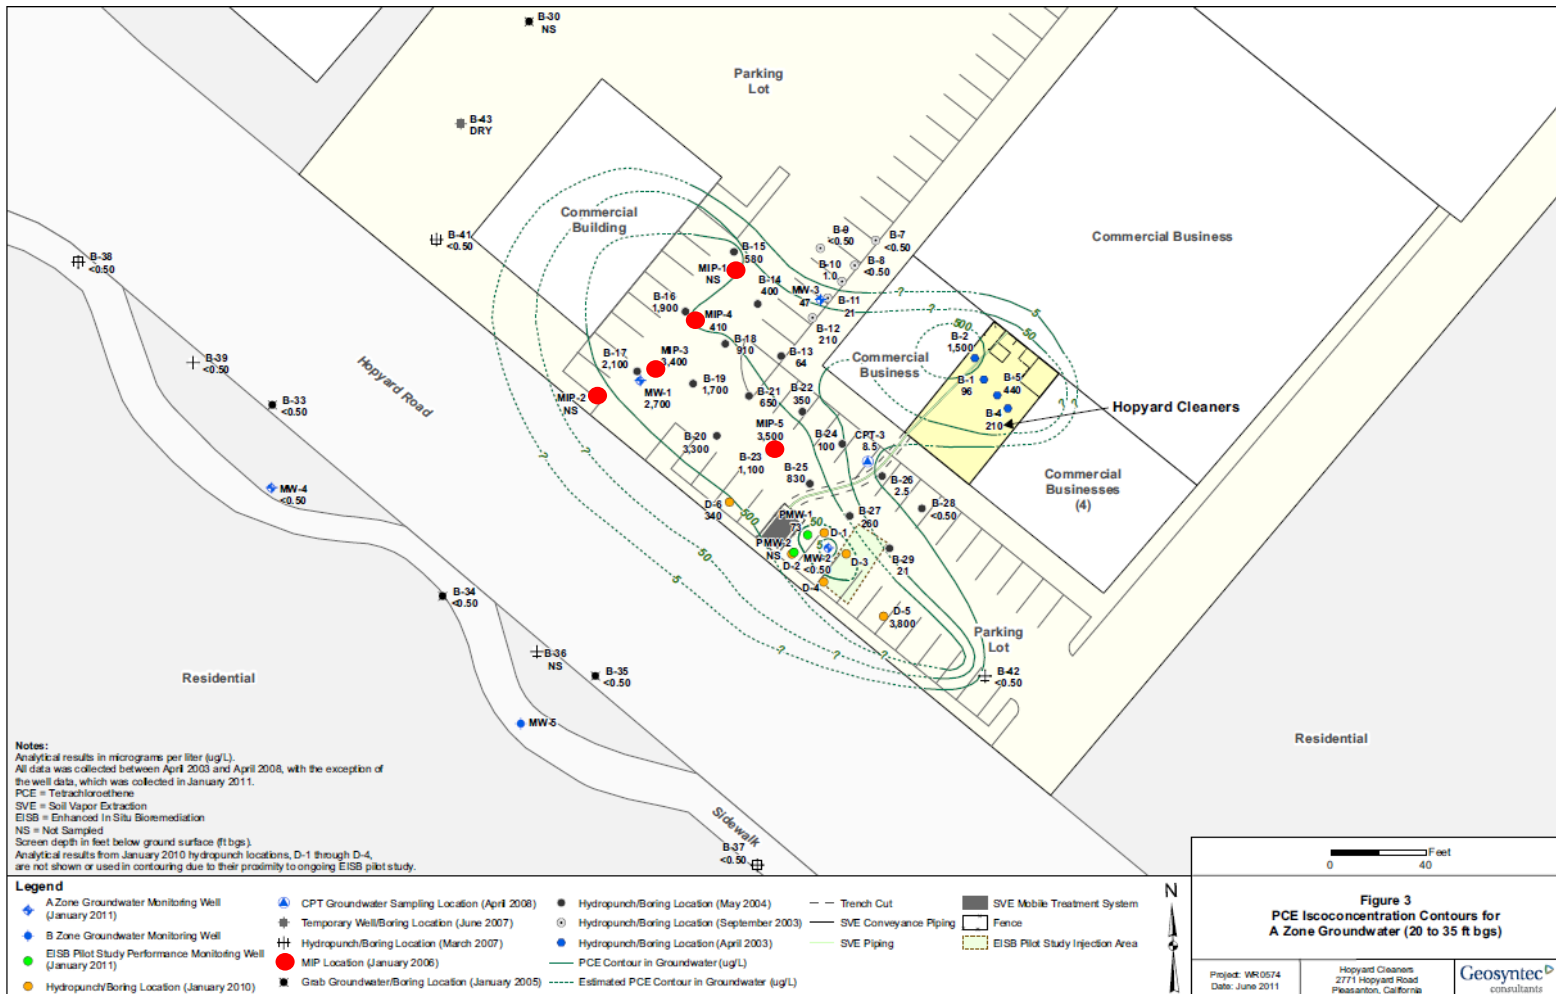 B-30
NS
Parking
Lot
B-43
DRY
Commercial
Building
B-41
<0.50
B-38
<0.50
B-9
<0.50
B-7
<0.50
B-8
<0.50
B-10
1.0
B-15
580
MIP-1
NS
B-14
400
MW-3
47
B-11
21
B-12
210
Commercial Business
B-16
1,900
MIP-4
410
B-18
910
B-13
64
B-17
2,100
MIP-3
3,400
B-19
1,700
MW-1
2,700
MIP-2
NS
B-21
650
B-22
350
Commercial
Business
B-2
1,500
B-1
96
B-5
440
B-4
210
Hopyard Cleaners
?
?
5
50
500
?
?
?
?
B-39
<0.50
Hopyard Road
B-33
<0.50
MW-4
<0.50
B-20
3,300
MIP-5
3,500
B-23
1,100
B-24
100
CPT-3
8.5
B-25
830
B-26
2.5
B-28
<0.50
Commercial
Businesses
(4)
D-6
340
500
PMW-1
73
50
D-1
5
B-27
260
PMW-2
NS
D-2
MW-2
<0.50
D-3
B-29
21
D-4
50
5
D-5
3,800
?
?
?
?
Parking
Lot
B-42
<0.50
B-34
<0.50
B-36
NS
B-35
<0.50
Residential
MW-5
Residential
Sidewalk
B-37
<0.50
Notes:
Analytical results in micrograms per liter (ug/L).
All data was collected between April 2003 and April 2008, with the exception of
the well data, which was collected in January 2011.
PCE = Tetrachloroethene
SVE = Soil Vapor Extraction
EISB = Enhanced In Situ Bioremediation
NS = Not Sampled
Screen depth in feet below ground surface (ft bgs).
Analytical results from January 2010 hydropunch locations, D-1 through D-4,
are not shown or used in contouring due to their proximity to ongoing EISB pilot study.
Legend
A Zone Groundwater Monitoring Well
(January 2011)
B Zone Groundwater Monitoring Well
EISB Pilot Study Performance Monitoring Well
(January 2011)
Hydropunch/Boring Location (January 2010)
CPT Groundwater Sampling Location (April 2008)
Temporary Well/Boring Location (June 2007)
Hydropunch/Boring Location (March 2007)
MIP Location (January 2006)
Grab Groundwater/Boring Location (January 2005)
Hydropunch/Boring Location (May 2004)
Hydropunch/Boring Location (September 2003)
Hydropunch/Boring Location (April 2003)
PCE Contour in Groundwater (ug/L)
Estimated PCE Contour in Groundwater (ug/L)
Trench Cut
SVE Conveyance Piping
SVE Piping
SVE Mobile Treatment System
Fence
EISB Pilot Study Injection Area
N
Feet
0 40
Figure 3
PCE Iscoconcentration Contours for
A Zone Groundwater (20 to 35 ft bgs)
Project: WR0574
Date: June 2011
Hopyard Cleaners
2771 Hopyard Road
Pleasanton, California
Geosyntec
consultants